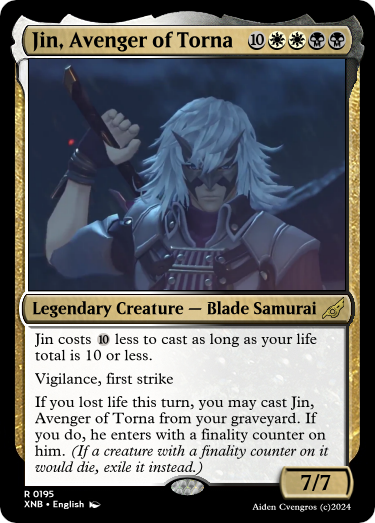 Jin, Avenger of Torna 10
Legendary Creature — Blade Samurai
Jin costs 10 less to cast as long as your life
total is 10 or less.
Vigilance, first strike
If you lost life this turn, you may cast Jin,
Avenger of Torna from your graveyard. If
you do, he enters with a finality counter on
him. (If a creature with a finality counter on it
would die, exile it instead.)
7/7
R 0195
XNB • English
Aiden Cvengros (c)2024